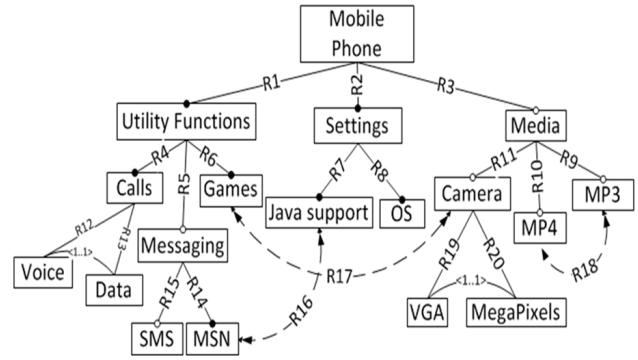 Mobile
Phone
R1
R2
R3
Utility Functions
Settings
Media
R4
R5
R6
R7
R8
R11
R10
R9
Calls
Games
Java support
OS
Camera
MP4
MP3
R12
R13
<1..1>
Voice
Data
Messaging
R15
R14
SMS
MSN
R16
R17
R18
R19
R20
<1..1>
VGA
MegaPixels